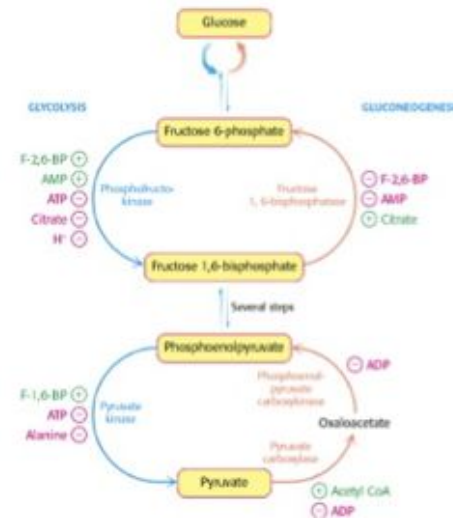 Glucose
GLYCOLYSIS
GLUCONEOGENESI
Fructose 6-phosphate
F-2,6-BP +
AMP +
ATP −
Citrate −
H⁺ −
Phosphofructo-
kinase
Fructose
1, 6-bisphosphatase
− F-2,6-BP
− AMP
+ Citrate
Fructose 1,6-bisphosphate
Several steps
Phosphoenolpyruvate
F-1,6-BP +
ATP −
Alanine −
Pyruvate
kinase
Phosphoenol-
pyruvate
carboxykinase
− ADP
Oxaloacetate
Pyruvate
carboxylase
Pyruvate
+ Acetyl CoA
− ADP